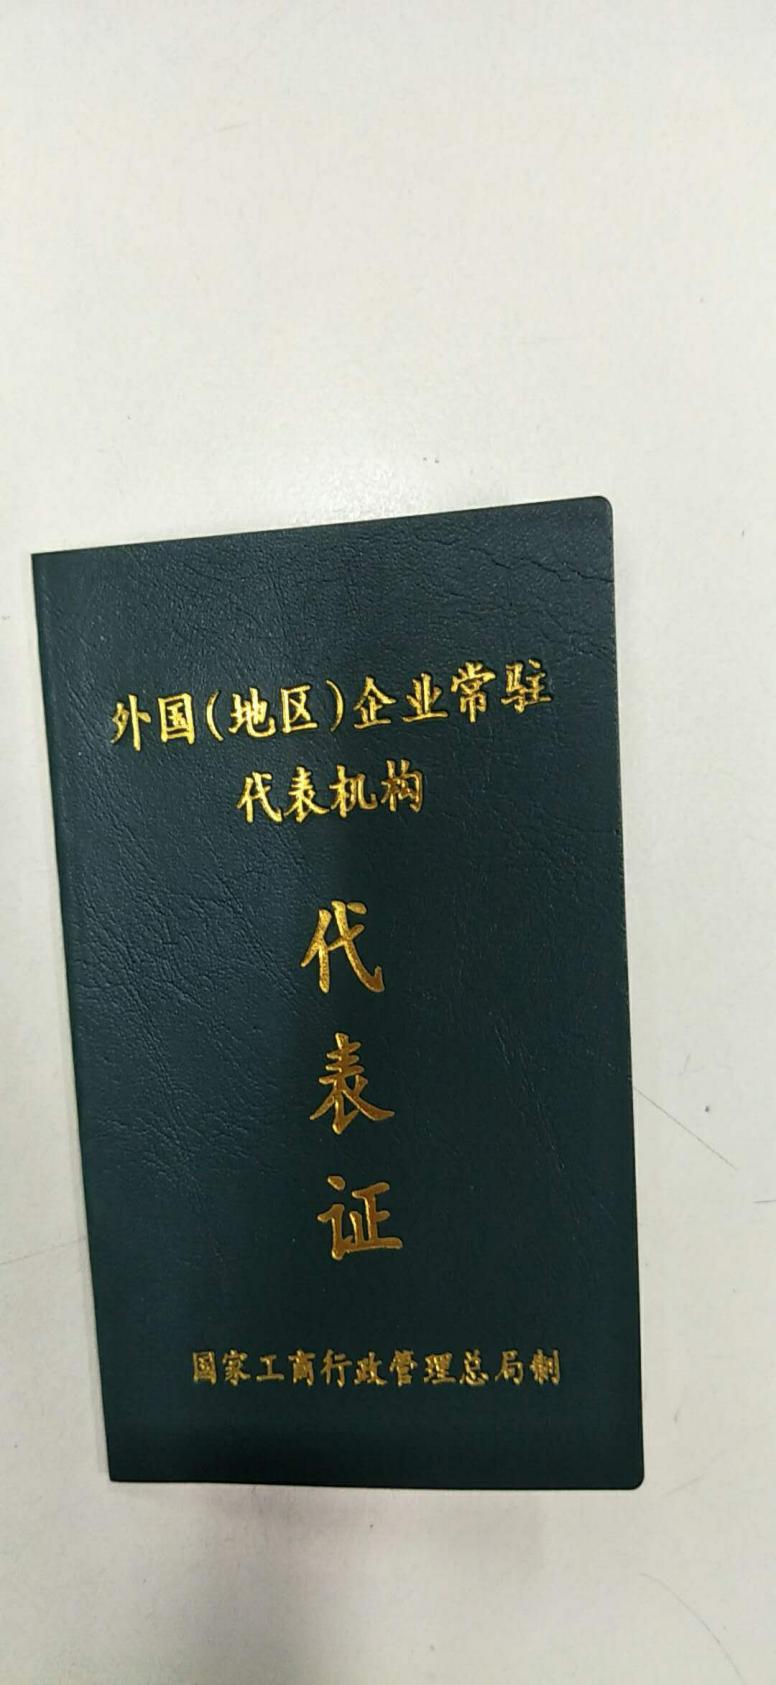 外国(地区)企业常驻
代表机构
代
表
证
国家工商行政管理总局制